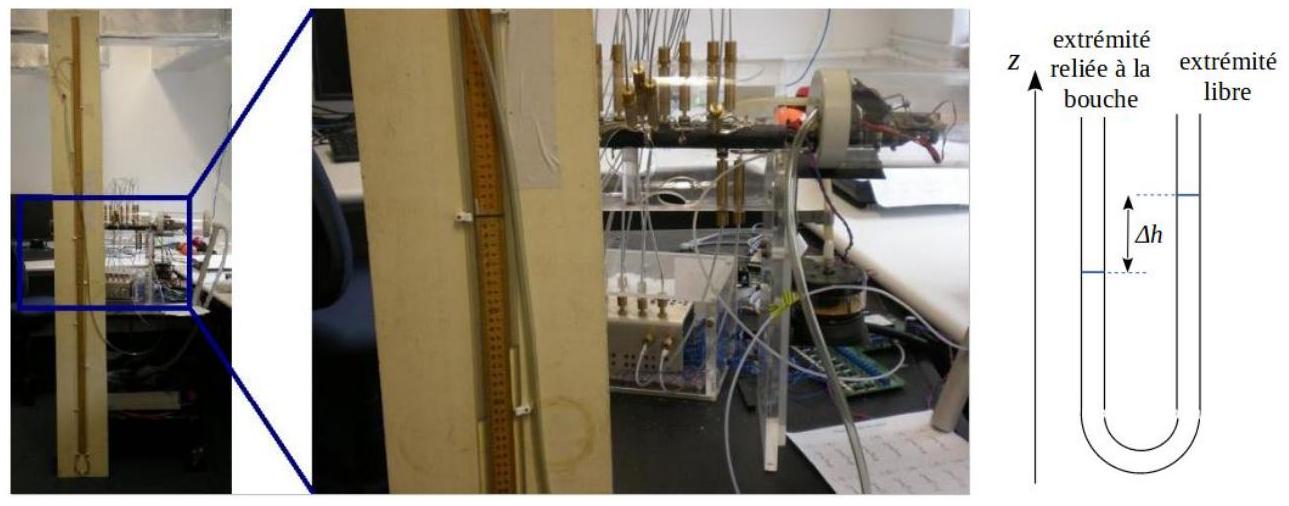 z
extrémité
reliée à la
bouche
extrémité
libre
Δh